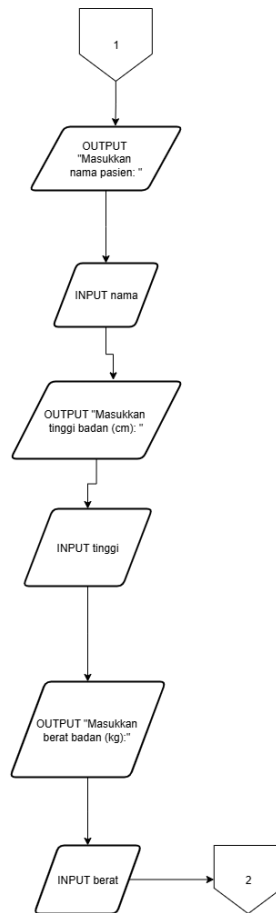 1
OUTPUT
"Masukkan
nama pasien: "
INPUT nama
OUTPUT "Masukkan
tinggi badan (cm): "
INPUT tinggi
OUTPUT "Masukkan
berat badan (kg):"
INPUT berat
2